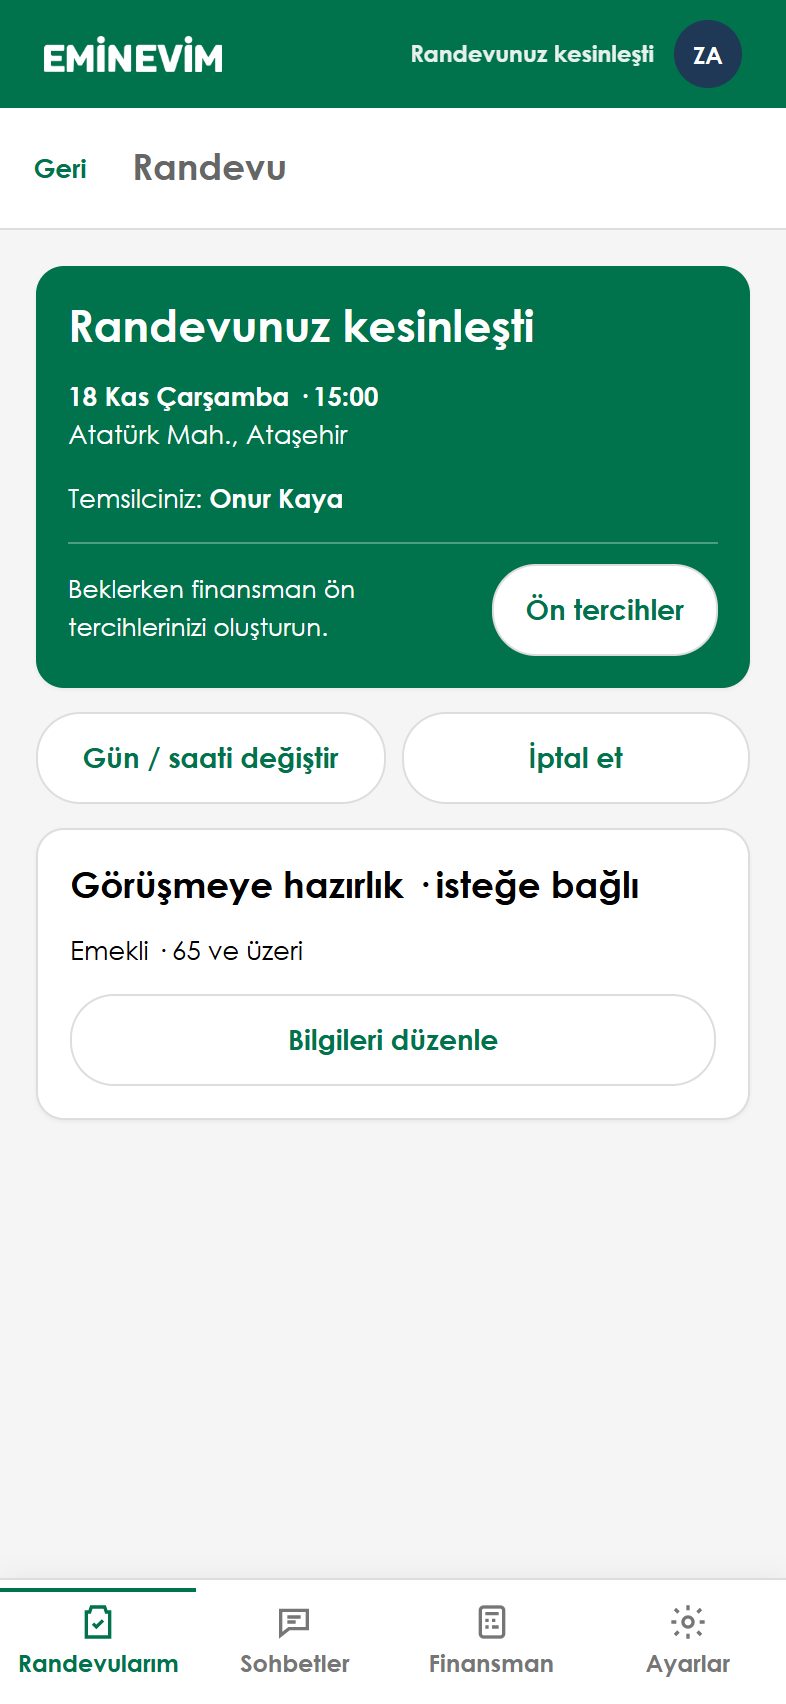 EMİNEVİM
Randevunuz kesinleşti
ZA
Geri
Randevu
Randevunuz kesinleşti
18 Kas Çarşamba · 15:00
Atatürk Mah., Ataşehir
Temsilciniz: Onur Kaya
Beklerken finansman ön
tercihlerinizi oluşturun.
Ön tercihler
Gün / saati değiştir
İptal et
Görüşmeye hazırlık · isteğe bağlı
Emekli · 65 ve üzeri
Bilgileri düzenle
Randevularım
Sohbetler
Finansman
Ayarlar